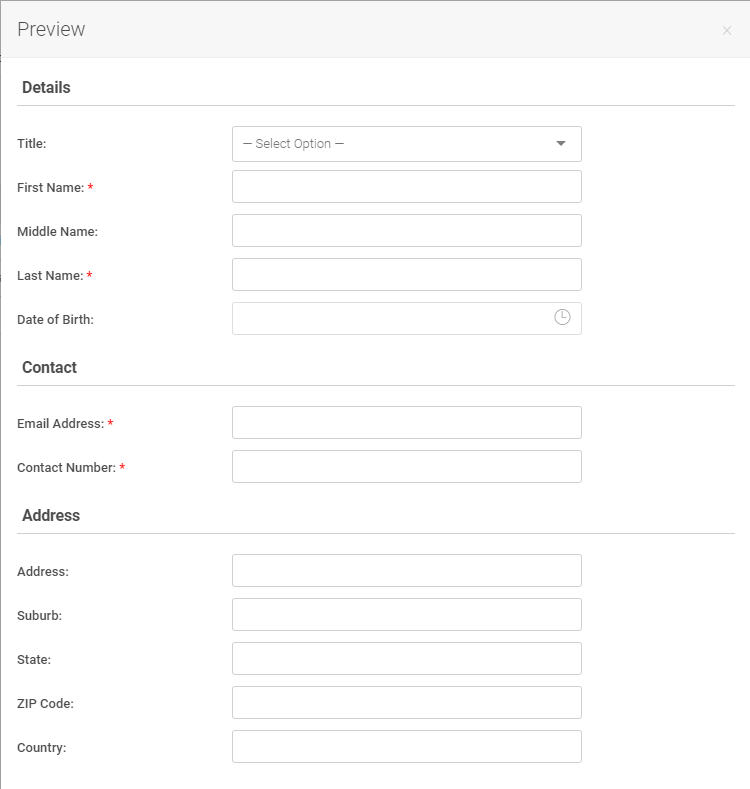 Preview
×
Details
Title:
— Select Option —
First Name: *
Middle Name:
Last Name: *
Date of Birth:
Contact
Email Address: *
Contact Number: *
Address
Address:
Suburb:
State:
ZIP Code:
Country: